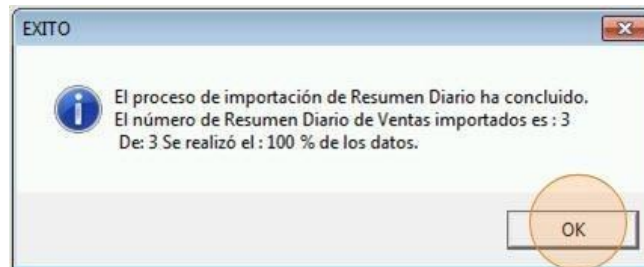 EXITO
El proceso de importación de Resumen Diario ha concluido.
El número de Resumen Diario de Ventas importados es : 3
De: 3 Se realizó el : 100 % de los datos.
OK